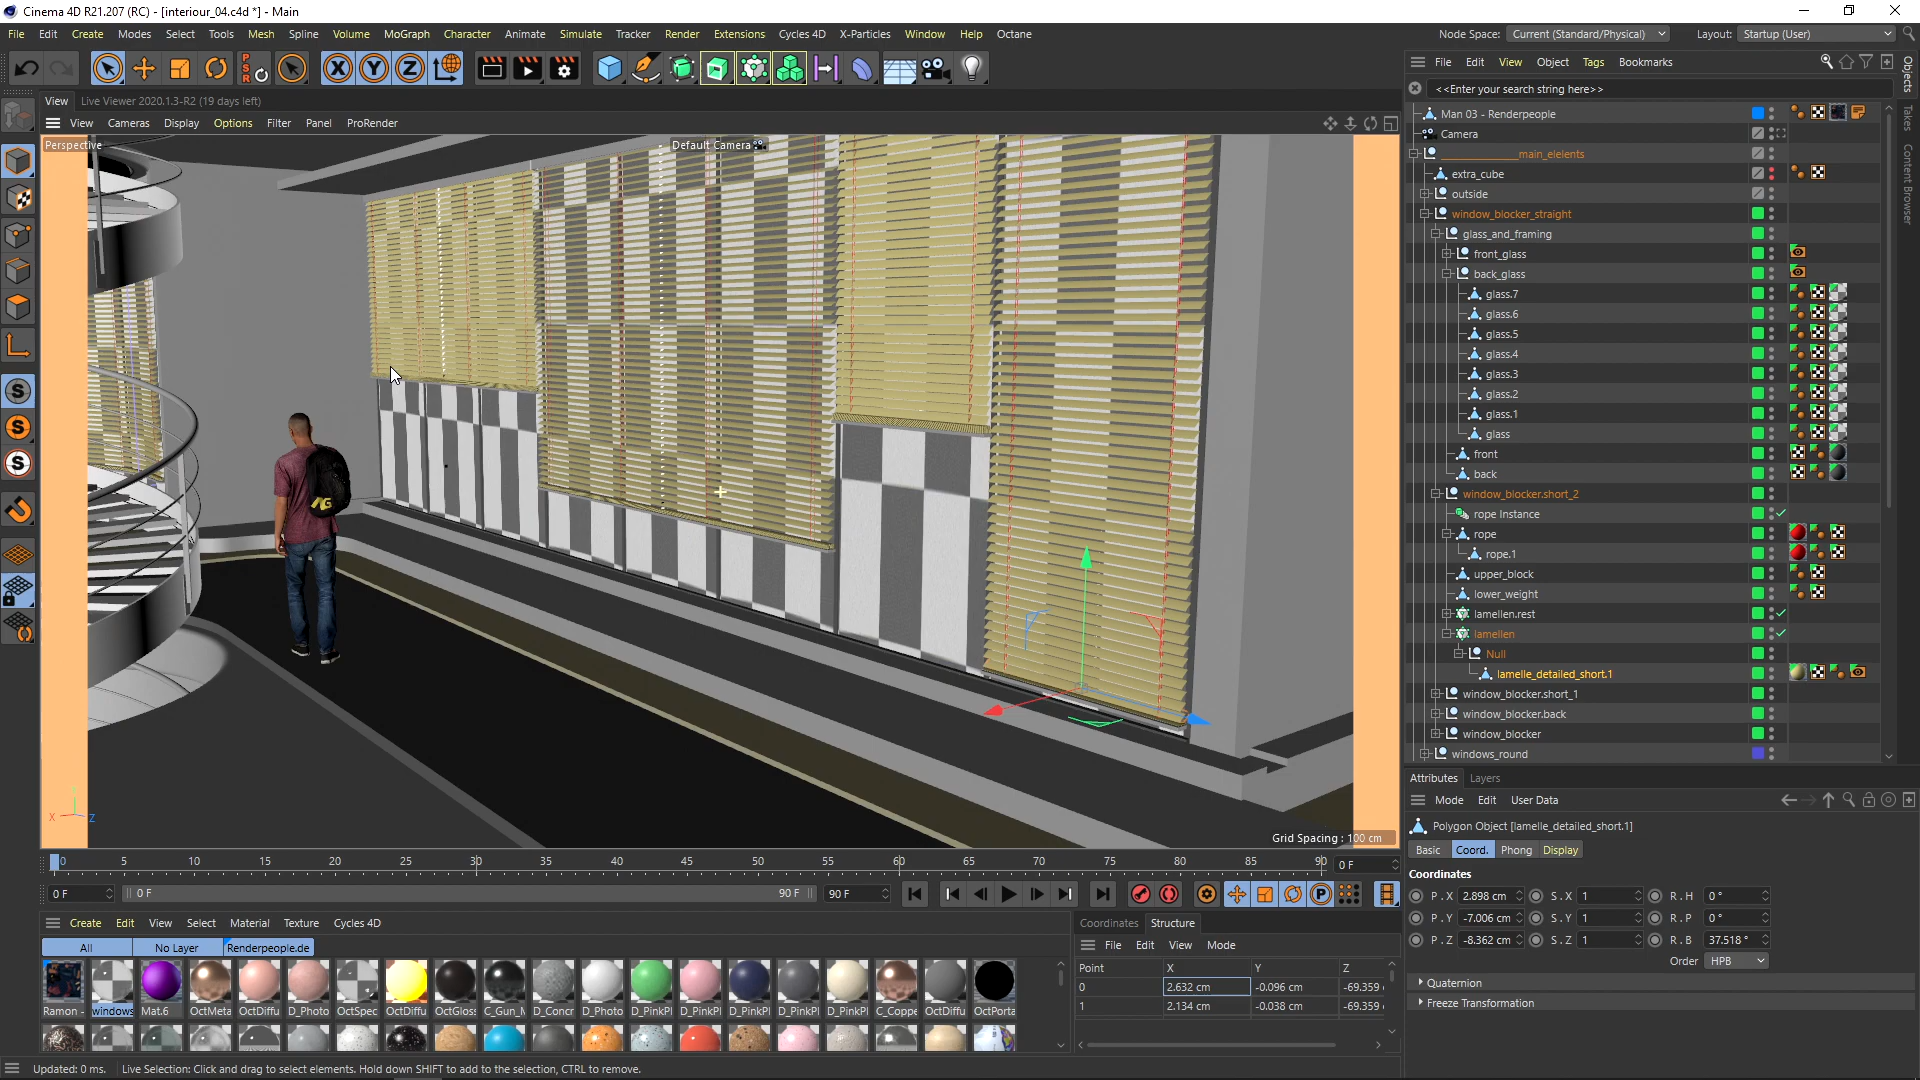 Cinema 4D R21.207 (RC) - [interiour_04.c4d *] - Main
File Edit Create Modes Select Tools Mesh Spline Volume MoGraph Character Animate Simulate Tracker Render Extensions Cycles 4D X-Particles Window Help Octane
Node Space: Current (Standard/Physical) Layout: Startup (User)
PSR X Y Z
File Edit View Object Tags Bookmarks
<<Enter your search string here>>
View Live Viewer 2020.1.3-R2 (19 days left)
View Cameras Display Options Filter Panel ProRender
Perspective
Default Camera
Man 03 - Renderpeople
Camera
_______________main_elelents
extra_cube
outside
window_blocker_straight
glass_and_framing
front_glass
back_glass
glass.7
glass.6
glass.5
glass.4
glass.3
glass.2
glass.1
glass
front
back
window_blocker.short_2
rope Instance
rope
rope.1
upper_block
lower_weight
lamellen.rest
lamellen
Null
lamelle_detailed_short.1
window_blocker.short_1
window_blocker.back
window_blocker
windows_round
Objects
Takes
Content Browser
X Z
Grid Spacing : 100 cm
0 5 10 15 20 25 30 35 40 45 50 55 60 65 70 75 80 85 90 0 F
0 F 0 F 90 F 90 F
Create Edit View Select Material Texture Cycles 4D
All No Layer Renderpeople.de
Ramon - windows Mat.6 OctMeta OctDiffu D_Photo OctSpec OctDiffu OctGloss C_Gun_M D_Concr D_Photo D_PinkPl D_PinkPl D_PinkPl D_PinkPl D_PinkPl C_Coppe OctDiffu OctPorta
Coordinates Structure
File Edit View Mode
Point X Y Z
0 2.632 cm -0.096 cm -69.359
1 2.134 cm -0.038 cm -69.359
Attributes Layers
Mode Edit User Data
Polygon Object [lamelle_detailed_short.1]
Basic Coord. Phong Display
Coordinates
P . X 2.898 cm S . X 1 R . H 0 °
P . Y -7.006 cm S . Y 1 R . P 0 °
P . Z -8.362 cm S . Z 1 R . B 37.518 °
Order HPB
Quaternion
Freeze Transformation
Updated: 0 ms. Live Selection: Click and drag to select elements. Hold down SHIFT to add to the selection, CTRL to remove.